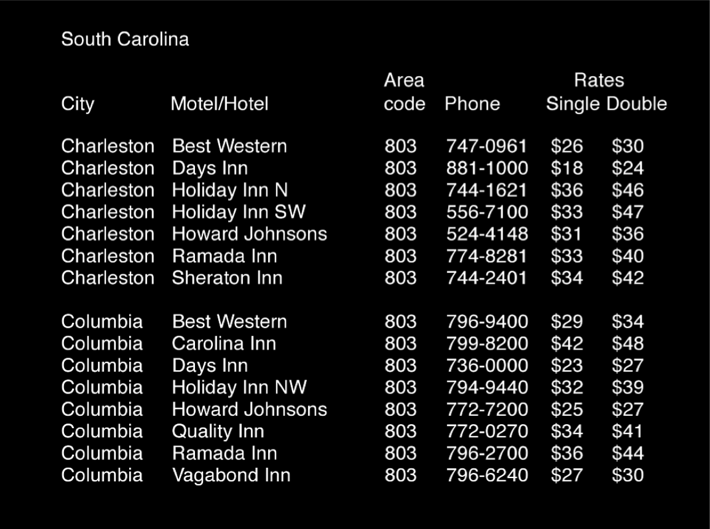 South Carolina
Area Rates
City Motel/Hotel code Phone Single Double
Charleston Best Western 803 747-0961 $26 $30
Charleston Days Inn 803 881-1000 $18 $24
Charleston Holiday Inn N 803 744-1621 $36 $46
Charleston Holiday Inn SW 803 556-7100 $33 $47
Charleston Howard Johnsons 803 524-4148 $31 $36
Charleston Ramada Inn 803 774-8281 $33 $40
Charleston Sheraton Inn 803 744-2401 $34 $42
Columbia Best Western 803 796-9400 $29 $34
Columbia Carolina Inn 803 799-8200 $42 $48
Columbia Days Inn 803 736-0000 $23 $27
Columbia Holiday Inn NW 803 794-9440 $32 $39
Columbia Howard Johnsons 803 772-7200 $25 $27
Columbia Quality Inn 803 772-0270 $34 $41
Columbia Ramada Inn 803 796-2700 $36 $44
Columbia Vagabond Inn 803 796-6240 $27 $30